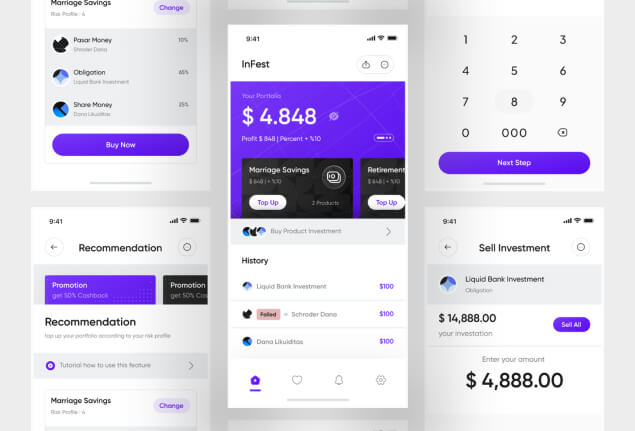 Marriage Savings
Risk Profile : 4
Change
Pasar Money
Shrader Dana
10%
Obligation
Liquid Bank Investment
65%
Share Money
Dana Likuiditas
25%
Buy Now
9:41
Recommendation
Promotion
get 50% Cashback
Promotion
get 50% Cash
Recommendation
top up your portfolio according to your risk profile
Tutorial how to use this feature
Marriage Savings
Risk Profile : 4
Change
9:41
InFest
Your Portfolio
$ 4.848
Profit $ 848 | Percent + %10
Marriage Savings
$ 848 | + %10
Top Up
2 Products
Retirement
$ 848 | + %10
Top Up
Buy Product Investment
History
Liquid Bank Investment
$100
Failed
Schroder Dana
$100
Dana Likuiditas
$100
1 2 3
4 5 6
7 8 9
0 000
Next Step
9:41
Sell Investment
Liquid Bank Investment
Obligation
$ 14,888.00
your investation
Sell All
Enter your amount
$ 4,888.00